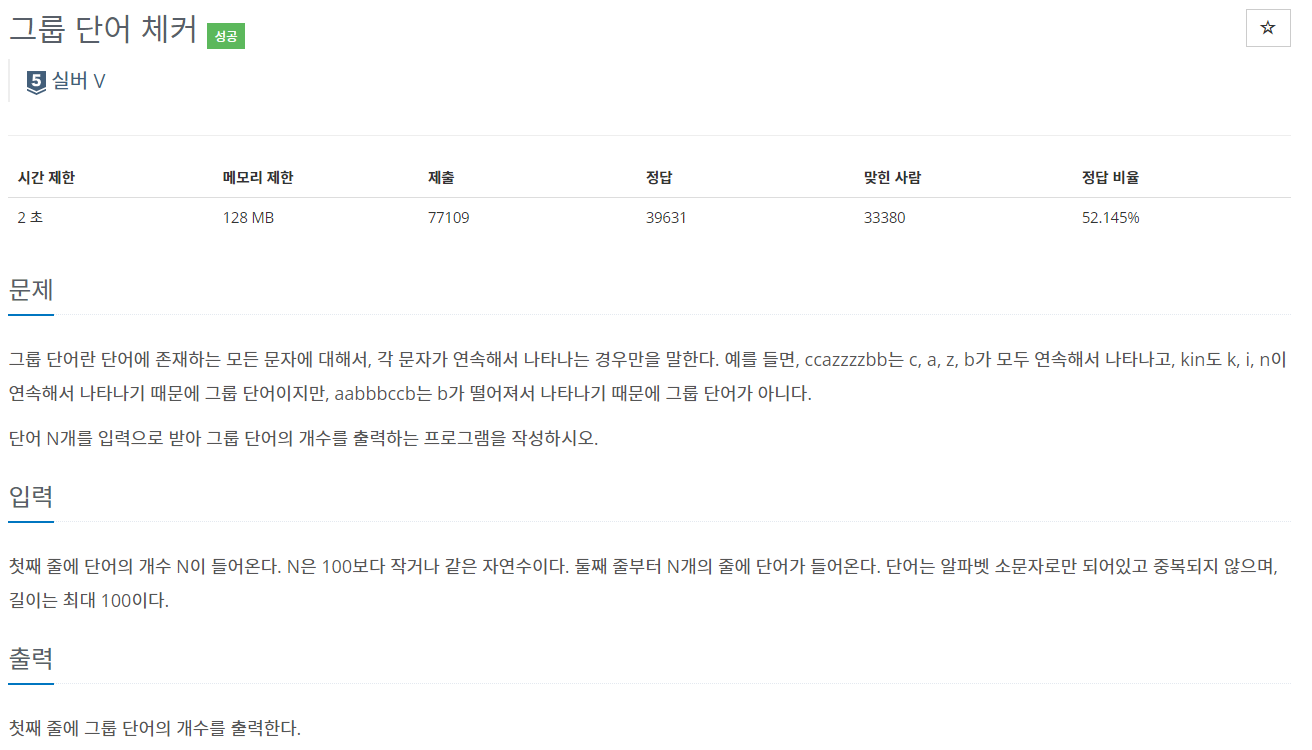 그룹 단어 체커 성공
☆
5 실버 V
시간 제한 메모리 제한 제출 정답 맞힌 사람 정답 비율
2 초 128 MB 77109 39631 33380 52.145%
문제
그룹 단어란 단어에 존재하는 모든 문자에 대해서, 각 문자가 연속해서 나타나는 경우만을 말한다. 예를 들면, ccazzzzbb는 c, a, z, b가 모두 연속해서 나타나고, kin도 k, i, n이
연속해서 나타나기 때문에 그룹 단어이지만, aabbbccb는 b가 떨어져서 나타나기 때문에 그룹 단어가 아니다.
단어 N개를 입력으로 받아 그룹 단어의 개수를 출력하는 프로그램을 작성하시오.
입력
첫째 줄에 단어의 개수 N이 들어온다. N은 100보다 작거나 같은 자연수이다. 둘째 줄부터 N개의 줄에 단어가 들어온다. 단어는 알파벳 소문자로만 되어있고 중복되지 않으며,
길이는 최대 100이다.
출력
첫째 줄에 그룹 단어의 개수를 출력한다.